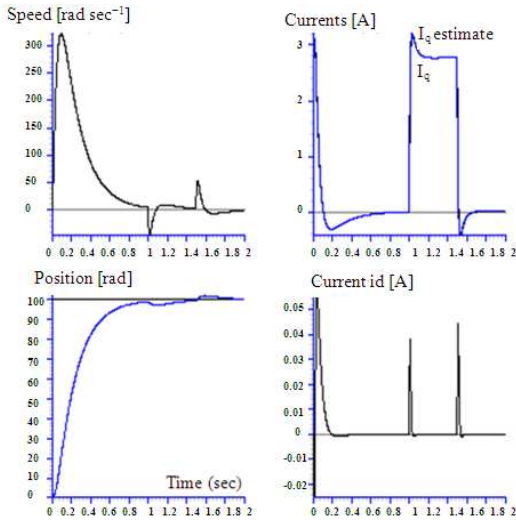 Speed [rad sec⁻¹]
300
250
200
150
100
50
0
0 0.2 0.4 0.6 0.8 1 1.2 1.4 1.6 1.8 2
Currents [A]
Iq estimate
Iq
3
2
1
0
0 0.2 0.4 0.6 0.8 1 1.2 1.4 1.6 1.8 2
Position [rad]
100
90
80
70
60
50
40
30
20
10
0
Time (sec)
0 0.2 0.4 0.6 0.8 1 1.2 1.4 1.6 1.8 2
Current id [A]
0.05
0.04
0.03
0.02
0.01
0
-0.01
-0.02
0 0.2 0.4 0.6 0.8 1 1.2 1.4 1.6 1.8 2